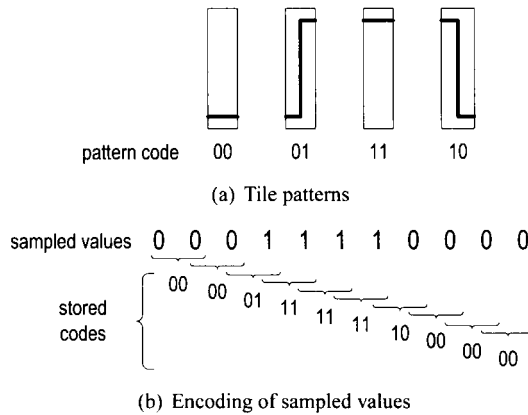 pattern code 00 01 11 10
(a) Tile patterns
sampled values 0 0 0 1 1 1 1 0 0 0 0
stored
codes
00 00 01 11 11 11 10 00 00 00
(b) Encoding of sampled values